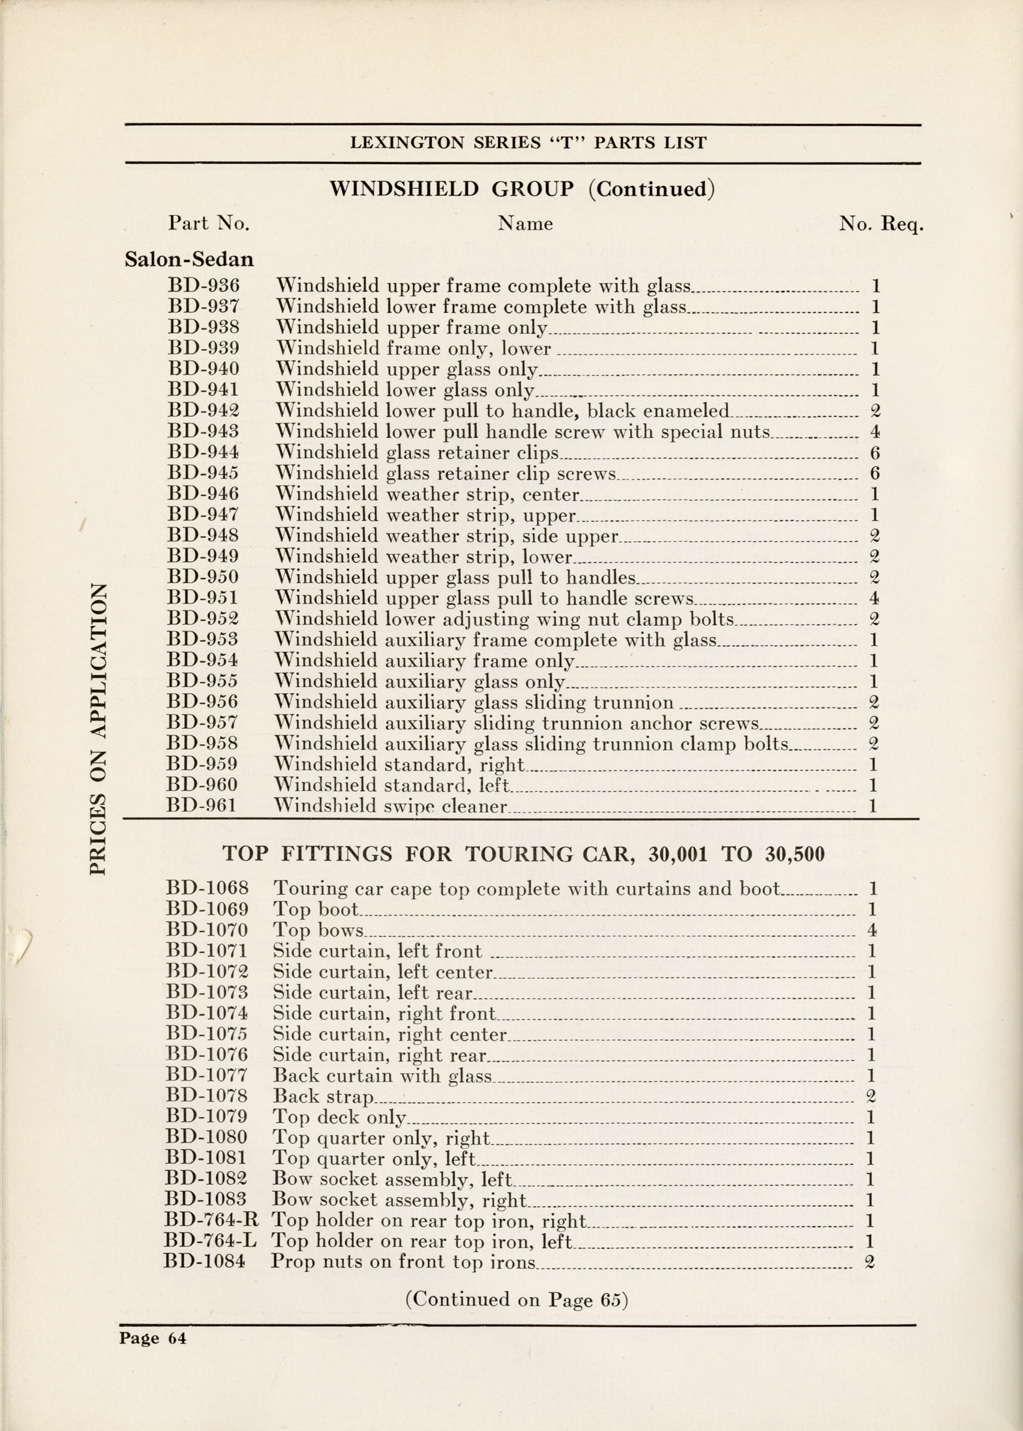 LEXINGTON SERIES “T” PARTS LIST
WINDSHIELD GROUP (Continued)
Part No. Name No. Req.
Salon-Sedan
BD-936 Windshield upper frame complete with glass 1
BD-937 Windshield lower frame complete with glass 1
BD-938 Windshield upper frame only 1
BD-939 Windshield frame only, lower 1
BD-940 Windshield upper glass only 1
BD-941 Windshield lower glass only 1
BD-942 Windshield lower pull to handle, black enameled 2
BD-943 Windshield lower pull handle screw with special nuts 4
BD-944 Windshield glass retainer clips 6
BD-945 Windshield glass retainer clip screws 6
BD-946 Windshield weather strip, center 1
BD-947 Windshield weather strip, upper 1
BD-948 Windshield weather strip, side upper 2
BD-949 Windshield weather strip, lower 2
BD-950 Windshield upper glass pull to handles 2
BD-951 Windshield upper glass pull to handle screws 4
BD-952 Windshield lower adjusting wing nut clamp bolts 2
BD-953 Windshield auxiliary frame complete with glass 1
BD-954 Windshield auxiliary frame only 1
BD-955 Windshield auxiliary glass only 1
BD-956 Windshield auxiliary glass sliding trunnion 2
BD-957 Windshield auxiliary sliding trunnion anchor screws 2
BD-958 Windshield auxiliary glass sliding trunnion clamp bolts 2
BD-959 Windshield standard, right 1
BD-960 Windshield standard, left 1
BD-961 Windshield swipe cleaner 1
PRICES ON APPLICATION
TOP FITTINGS FOR TOURING CAR, 30,001 TO 30,500
BD-1068 Touring car cape top complete with curtains and boot 1
BD-1069 Top boot 1
BD-1070 Top bows 4
BD-1071 Side curtain, left front 1
BD-1072 Side curtain, left center 1
BD-1073 Side curtain, left rear 1
BD-1074 Side curtain, right front 1
BD-1075 Side curtain, right center 1
BD-1076 Side curtain, right rear 1
BD-1077 Back curtain with glass 1
BD-1078 Back strap 2
BD-1079 Top deck only 1
BD-1080 Top quarter only, right 1
BD-1081 Top quarter only, left 1
BD-1082 Bow socket assembly, left 1
BD-1083 Bow socket assembly, right 1
BD-764-R Top holder on rear top iron, right 1
BD-764-L Top holder on rear top iron, left 1
BD-1084 Prop nuts on front top irons 2
(Continued on Page 65)
Page 64